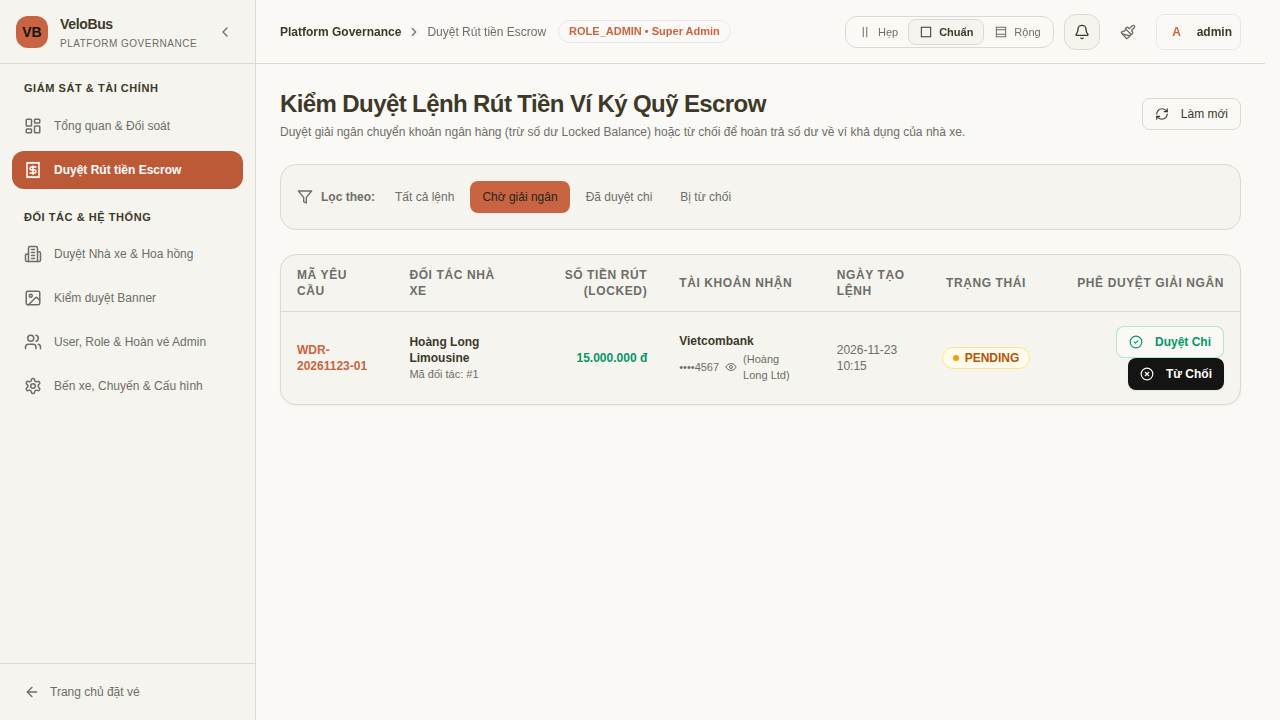 VB
VeloBus
PLATFORM GOVERNANCE
GIÁM SÁT & TÀI CHÍNH
Tổng quan & Đối soát
Duyệt Rút tiền Escrow
ĐỐI TÁC & HỆ THỐNG
Duyệt Nhà xe & Hoa hồng
Kiểm duyệt Banner
User, Role & Hoàn vé Admin
Bến xe, Chuyến & Cấu hình
Trang chủ đặt vé
Platform Governance
Duyệt Rút tiền Escrow
ROLE_ADMIN • Super Admin
Hẹp
Chuẩn
Rộng
A
admin
Kiểm Duyệt Lệnh Rút Tiền Ví Ký Quỹ Escrow
Duyệt giải ngân chuyển khoản ngân hàng (trừ số dư Locked Balance) hoặc từ chối để hoàn trả số dư về ví khả dụng của nhà xe.
Làm mới
Lọc theo:
Tất cả lệnh
Chờ giải ngân
Đã duyệt chi
Bị từ chối
MÃ YÊU
CẦU
ĐỐI TÁC NHÀ
XE
SỐ TIỀN RÚT
(LOCKED)
TÀI KHOẢN NHẬN
NGÀY TẠO
LỆNH
TRẠNG THÁI
PHÊ DUYỆT GIẢI NGÂN
WDR-
20261123-01
Hoàng Long
Limousine
Mã đối tác: #1
15.000.000 đ
Vietcombank
••••4567
(Hoàng
Long Ltd)
2026-11-23
10:15
PENDING
Duyệt Chi
Từ Chối